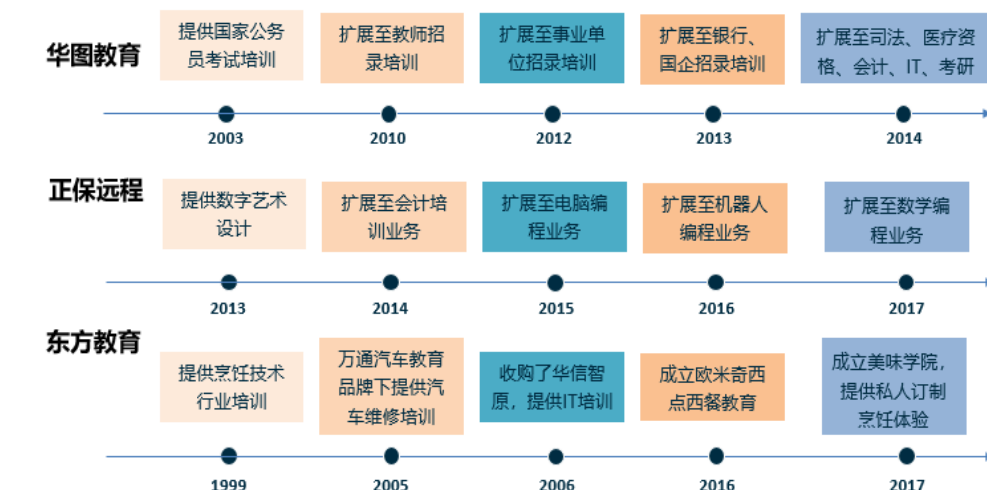 华图教育
提供国家公务
员考试培训
扩展至教师招
录培训
扩展至事业单
位招录培训
扩展至银行、
国企招录培训
扩展至司法、医疗资
格、会计、IT、考研
2003
2010
2012
2013
2014
正保远程
提供数字艺术
设计
扩展至会计培
训业务
扩展至电脑编
程业务
扩展至机器人
编程业务
扩展至数学编
程业务
2013
2014
2015
2016
2017
东方教育
提供烹饪技术
行业培训
万通汽车教育
品牌下提供汽
车维修培训
收购了华信智
原，提供IT培训
成立欧米奇西
点西餐教育
成立美味学院，
提供私人订制
烹饪体验
1999
2005
2006
2016
2017